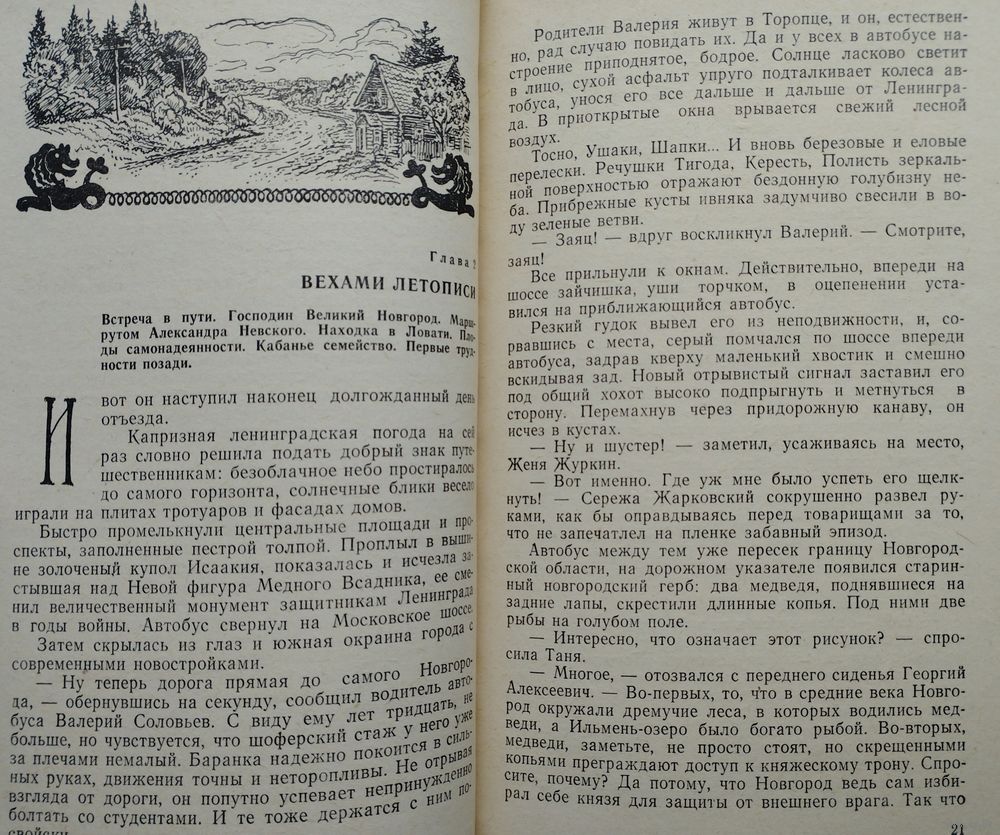 Глава 2
ВЕХАМИ ЛЕТОПИСИ
Встреча в пути. Господин Великий Новгород. Марш-
рутом Александра Невского. Находка в Ловати. Пло-
ды самонадеянности. Кабанье семейство. Первые труд-
ности позади.
И вот он наступил наконец долгожданный день
отъезда.
Капризная ленинградская погода на сей
раз словно решила подать добрый знак путе-
шественникам: безоблачное небо простиралось
до самого горизонта, солнечные блики весело
играли на плитах тротуаров и фасадах домов.
Быстро промелькнули центральные площади и про-
спекты, заполненные пестрой толпой. Проплыл в выши-
не золоченый купол Исаакия, показалась и исчезла за-
стывшая над Невой фигура Медного Всадника, ее сме-
нил величественный монумент защитникам Ленинграда
в годы войны. Автобус свернул на Московское шоссе.
Затем скрылась из глаз и южная окраина города с
современными новостройками.
— Ну теперь дорога прямая до самого Новгоро-
да, — обернувшись на секунду, сообщил водитель авто-
буса Валерий Соловьев. С виду ему лет тридцать, не
больше, но чувствуется, что шоферский стаж у него уже
за плечами немалый. Баранка надежно покоится в силь-
ных руках, движения точны и неторопливы. Не отрывая
взгляда от дороги, он попутно успевает непринужденно
болтать со студентами. И те тоже держатся с ним по-
свойски.
Родители Валерия живут в Торопце, и он, естествен-
но, рад случаю повидать их. Да и у всех в автобусе на-
строение приподнятое, бодрое. Солнце ласково светит
в лицо, сухой асфальт упруго подталкивает колеса ав-
тобуса, унося его все дальше и дальше от Ленингра-
да. В приоткрытые окна врывается свежий лесной
воздух.
Тосно, Ушаки, Шапки... И вновь березовые и еловые
перелески. Речушки Тигода, Кересть, Полисть зеркаль-
ной поверхностью отражают бездонную голубизну не-
ба. Прибрежные кусты ивняка задумчиво свесили в во-
ду зеленые ветви.
— Заяц! — вдруг воскликнул Валерий. — Смотрите,
заяц!
Все прильнули к окнам. Действительно, впереди на
шоссе зайчишка, уши торчком, в оцепенении уста-
вился на приближающийся автобус.
Резкий гудок вывел его из неподвижности, и, со-
рвавшись с места, серый помчался по шоссе впереди
автобуса, задрав кверху маленький хвостик и смешно
вскидывая зад. Новый отрывистый сигнал заставил его
под общий хохот высоко подпрыгнуть и метнуться в
сторону. Перемахнув через придорожную канаву, он
исчез в кустах.
— Ну и шустер! — заметил, усаживаясь на место,
Женя Журкин.
— Вот именно. Где уж мне было успеть его щелк-
нуть! — Сережа Жарковский сокрушенно развел ру-
ками, как бы оправдываясь перед товарищами за то,
что не запечатлел на пленке забавный эпизод.
Автобус между тем уже пересек границу Новгород-
ской области, на дорожном указателе появился старин-
ный новгородский герб: два медведя, поднявшиеся на
задние лапы, скрестили длинные копья. Под ними две
рыбы на голубом поле.
— Интересно, что означает этот рисунок? — спро-
сила Таня.
— Многое, — отозвался с переднего сиденья Георгий
Алексеевич. — Во-первых, то, что в средние века Новго-
род окружали дремучие леса, в которых водились мед-
веди, а Ильмень-озеро было богато рыбой. Во-вторых,
медведи, заметьте, не просто стоят, но скрещенными
копьями преграждают доступ к княжескому трону. Спро-
сите, почему? Да потому, что Новгород ведь сам изби-
рал себе князя для защиты от внешнего врага. Так что
21